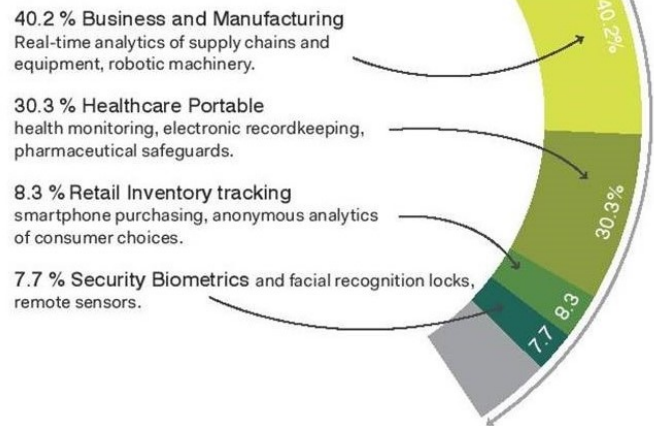 40.2 % Business and Manufacturing
Real-time analytics of supply chains and
equipment, robotic machinery.
30.3 % Healthcare Portable
health monitoring, electronic recordkeeping,
pharmaceutical safeguards.
8.3 % Retail Inventory tracking
smartphone purchasing, anonymous analytics
of consumer choices.
7.7 % Security Biometrics and facial recognition locks,
remote sensors.
40.2%
30.3%
8.3
7.7